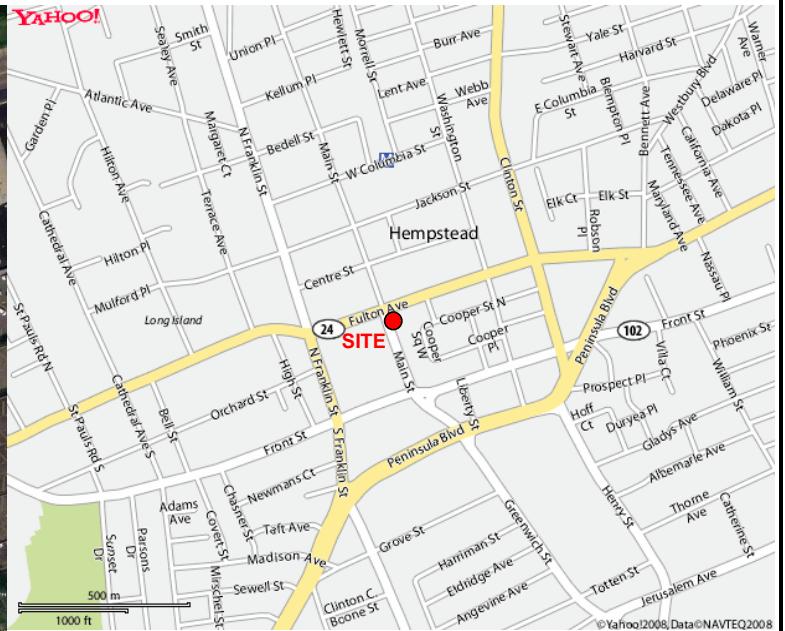 YAHOO!
Smith
St
Sealey Ave
Union Pl
Hewlett St
Morrell St
Burr Ave
Stewart Ave
Yale St
Harvard St
Warner
Ave
Kellum Pl
Lent Ave
Webb
Ave
Blempton Pl
Westbury Blvd
Atlantic Ave
Garden Pl
Margaret Ct
N Franklin St
Washington
St
E Columbia
St
Bennett Ave
Delaware Pl
Dakota Pl
Bedell St
Main St
W Columbia St
Hilton Ave
Clinton St
California Ave
Tennessee Ave
Maryland Ave
Jackson St
Elk Ct
Elk St
Robson
Pl
Terrace Ave
Cathedral Ave
Hempstead
Hilton Pl
Nassau Pl
Centre St
Mulford Pl
Long Island
24
Fulton Ave
SITE
Cooper St N
Cooper
Sq W
Cooper
Pl
Peninsula Blvd
102
Front St
Phoenix St
St Pauls Rd N
N Franklin St
Main St
Villa Ct
High St
William St
Prospect Pl
Cathedral Ave S
Bell St
Orchard St
Liberty St
Hoff
Ct
Duryea Pl
St Pauls Rd S
Front St
S Franklin St
Peninsula Blvd
Gladys Ave
Albemarle Ave
Newmans Ct
Chasner St
Adams
Ave
Covert St
Henry St
Thorne
Ave
Catherine St
Taft Ave
Greenwich St
Sunset
Dr
Parsons
Dr
Madison Ave
Grove St
Harriman St
Mirschel St
Sewell St
Eldridge Ave
Totten St
Jerusalem Ave
Clinton C.
Boone St
Angevine Ave
500 m
1000 ft
©Yahoo!2008, Data©NAVTEQ2008